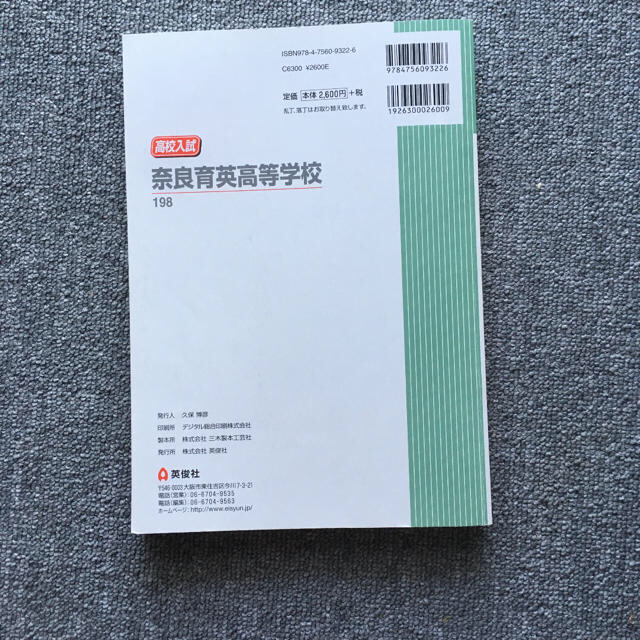 ISBN978-4-7560-9322-6
C6300 ¥2600E
9784756093226
定価 本体 2,600円 +税
乱丁、落丁はお取り替え致します。
1926300026009
高校入試
奈良育英高等学校
198
発行人 久保 博彦
印刷所 デジタル総合印刷株式会社
製本所 株式会社 三木製本工芸社
発行所 株式会社 英俊社
英俊社
〒546-0003 大阪市東住吉区今川7-3-21
電話(営業) 06-6704-9535
電話(編集) 06-6704-9563
ホームページ:http://www.eisyun.jp/